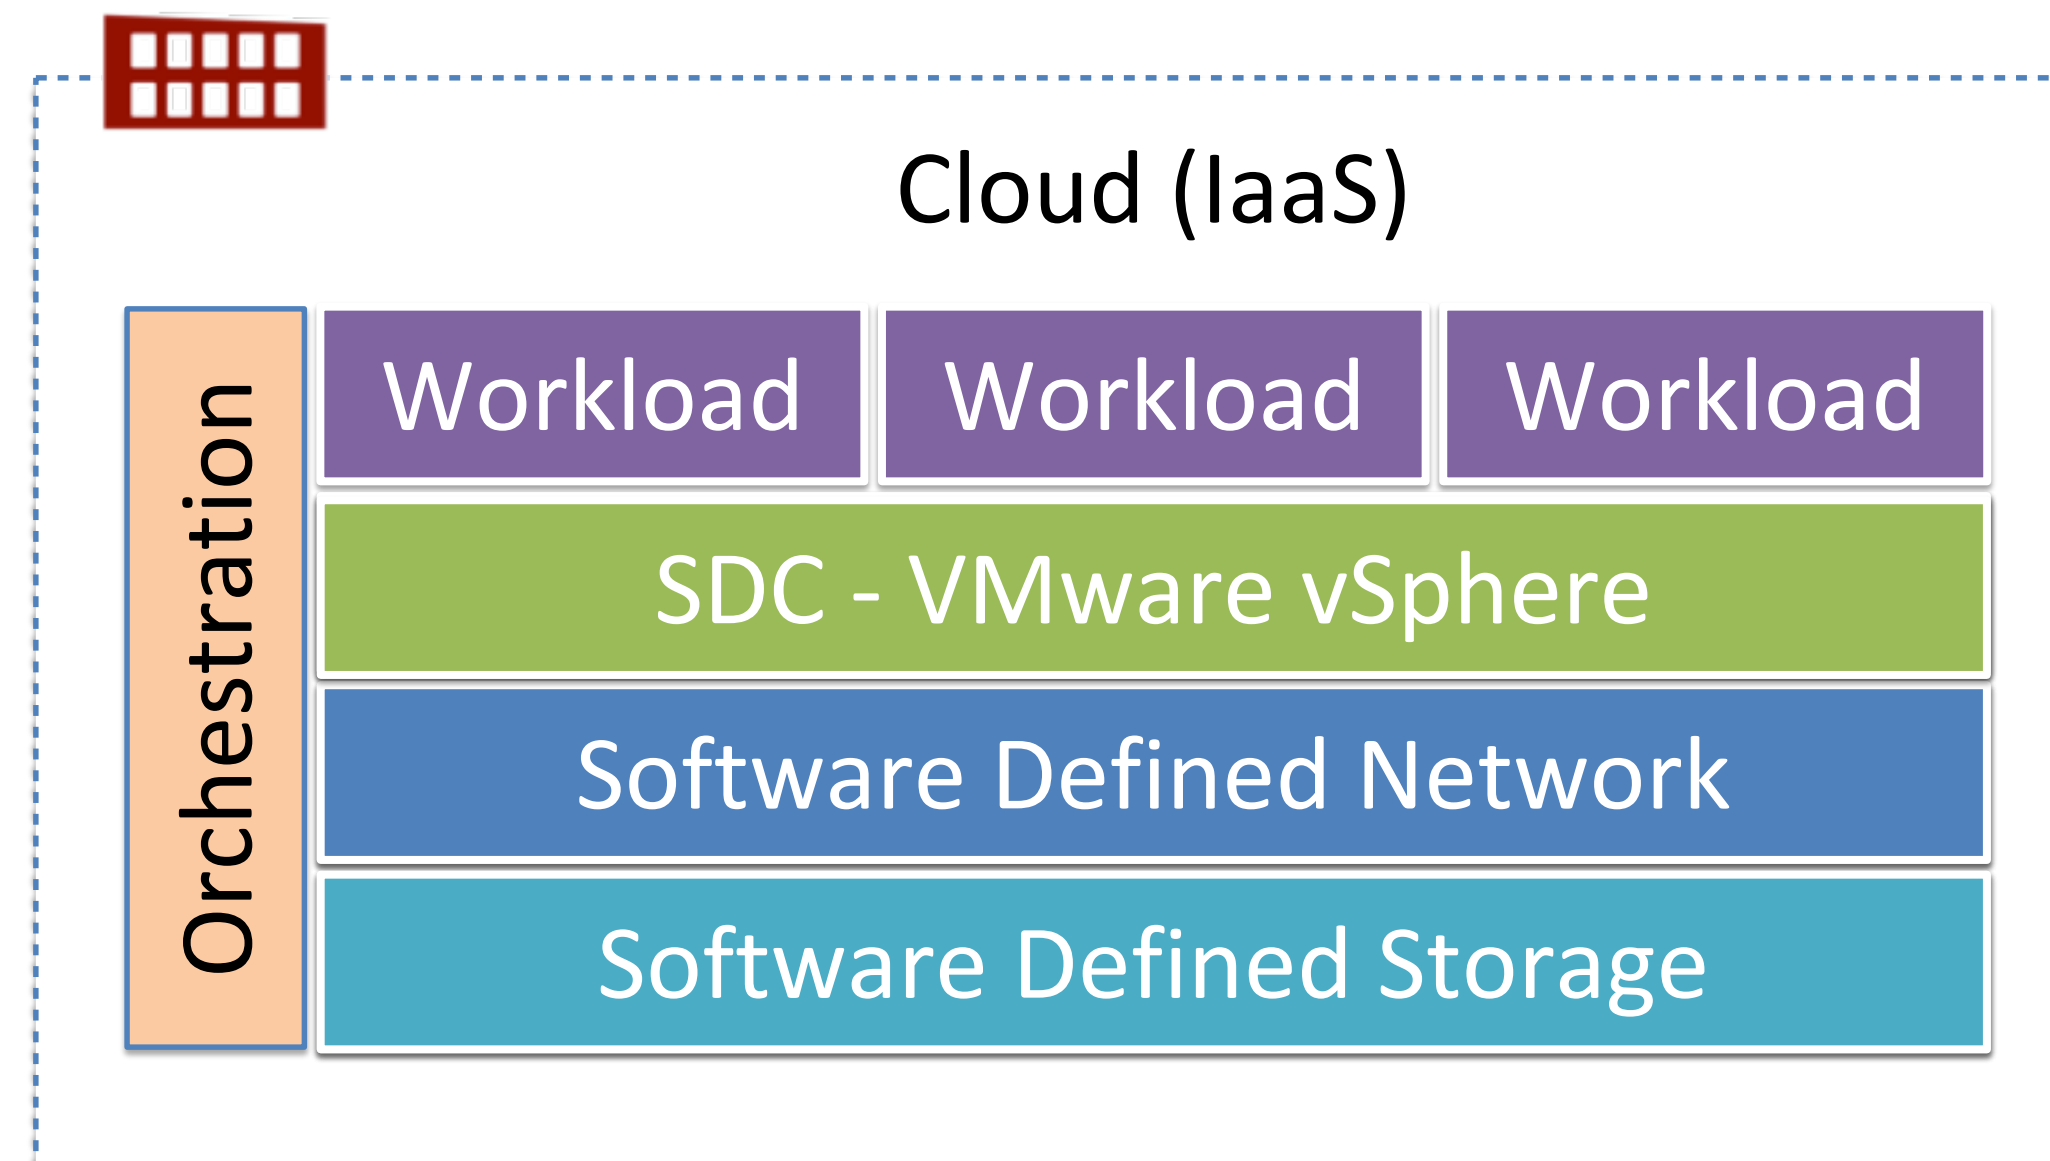 Cloud (IaaS)
Orchestration
Workload
Workload
Workload
SDC - VMware vSphere
Software Defined Network
Software Defined Storage